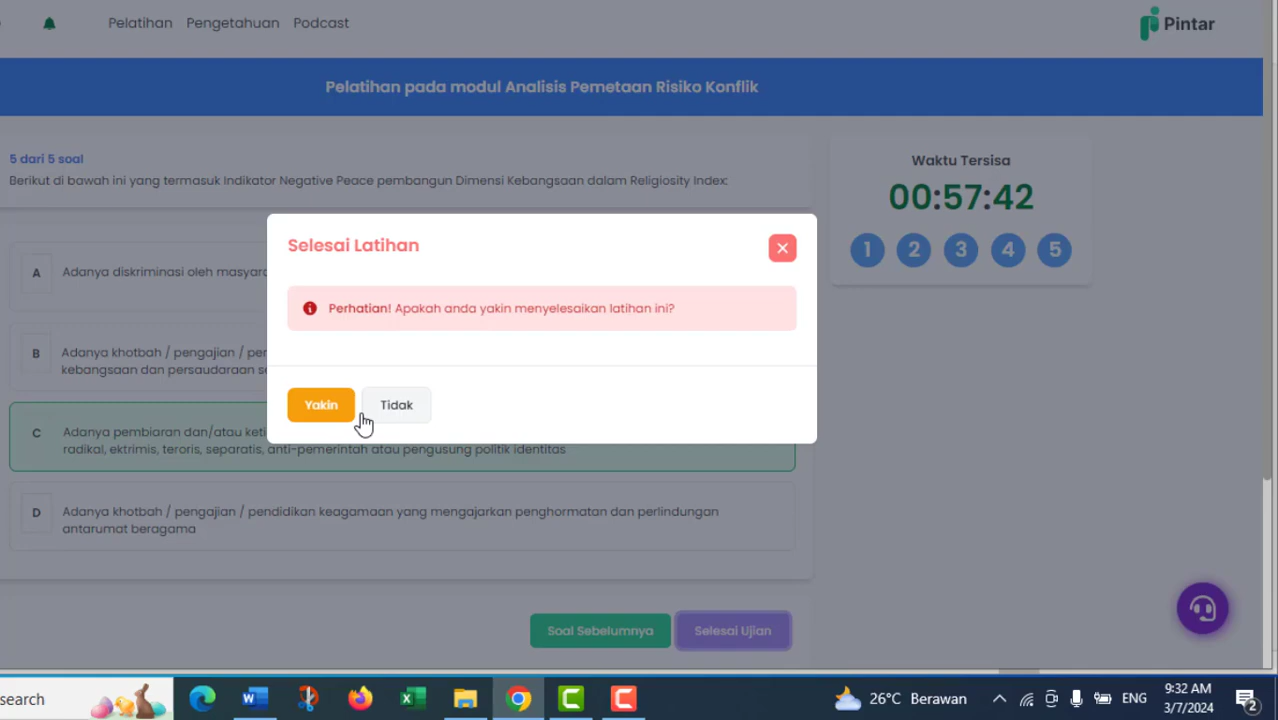 Pelatihan Pengetahuan Podcast
Pintar
Pelatihan pada modul Analisis Pemetaan Risiko Konflik
5 dari 5 soal
Berikut di bawah ini yang termasuk Indikator Negative Peace pembangun Dimensi Kebangsaan dalam Religiosity Index:
Waktu Tersisa
00:57:42
1 2 3 4 5
Selesai Latihan
Perhatian! Apakah anda yakin menyelesaikan latihan ini?
Yakin Tidak
A Adanya diskriminasi oleh
B Adanya khotbah / pengajian /
kebangsaan dan persaudaraan
C Adanya pembiaran dan/atau
radikal, ektrimis, teroris, separatis, anti-pemerintah atau pengusung politik identitas
D Adanya khotbah / pengajian / pendidikan keagamaan yang mengajarkan penghormatan dan perlindungan
antarumat beragama
Soal Sebelumnya Selesai Ujian
search
W
X
C C
26°C Berawan
ENG
9:32 AM
3/7/2024
2